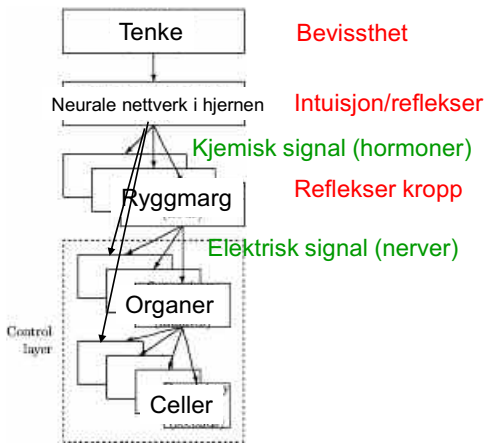 Tenke
Bevissthet
Neurale nettverk i hjernen
Intuisjon/reflekser
Kjemisk signal (hormoner)
Ryggmarg
Reflekser kropp
Elektrisk signal (nerver)
Organer
Control
layer
Celler